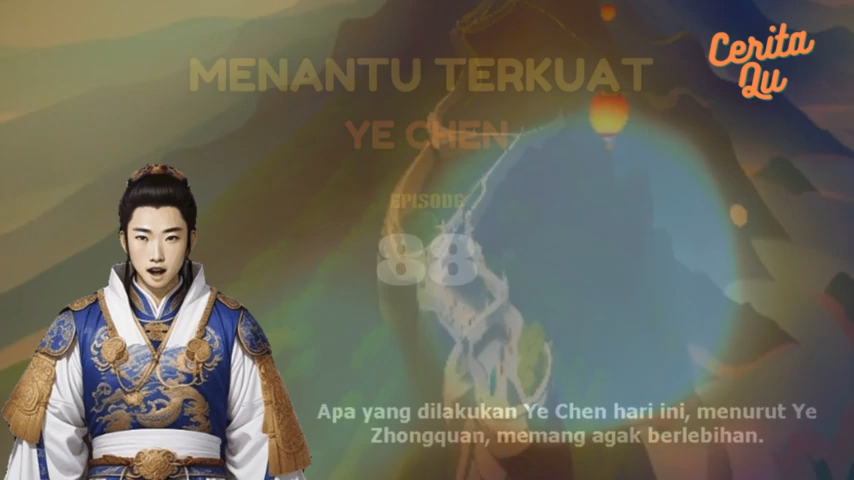 Cerita
Qu
MENANTU TERKUAT
YE CHEN
EPISODE
88
Apa yang dilakukan Ye Chen hari ini, menurut Ye
Zhongquan, memang agak berlebihan.